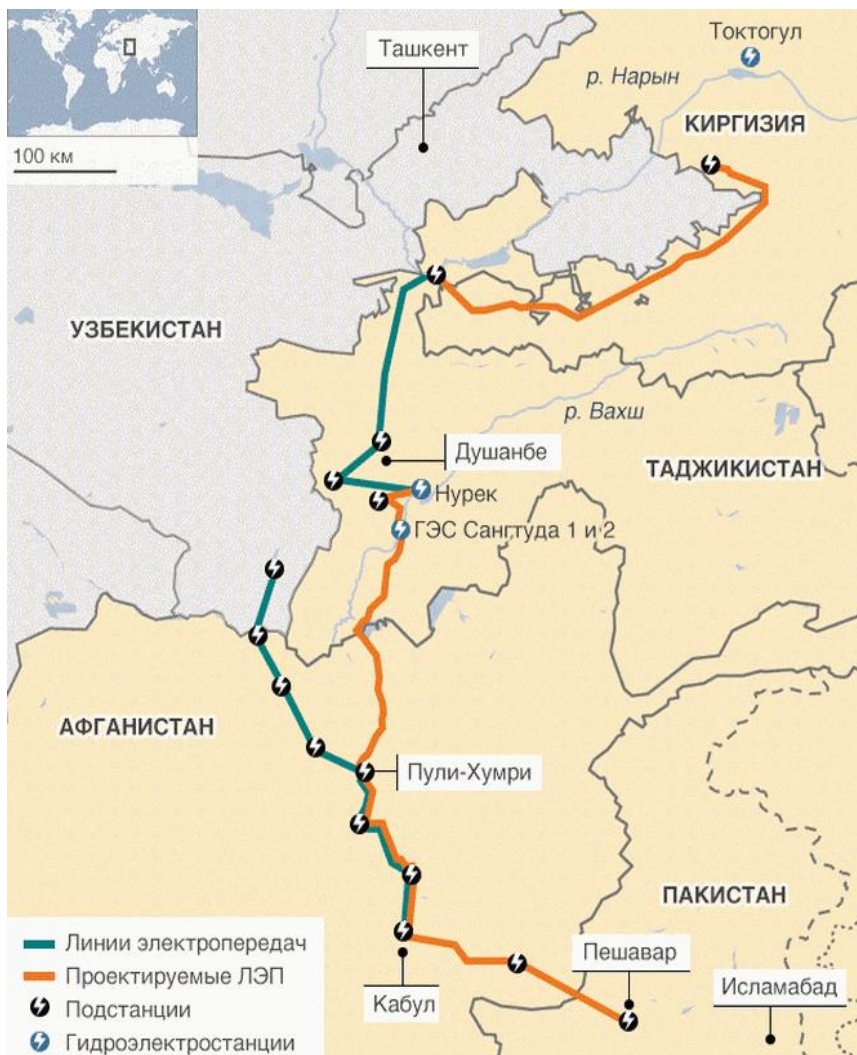 Токтогул
Ташкент
р. Нарын
КИРГИЗИЯ
100 км
УЗБЕКИСТАН
р. Вахш
Душанбе
ТАДЖИКИСТАН
Нурек
ГЭС Сангтуда 1 и 2
АФГАНИСТАН
Пули-Хумри
ПАКИСТАН
Линии электропередач
Проектируемые ЛЭП
Пешавар
Исламабад
Кабул
Подстанции
Гидроэлектростанции